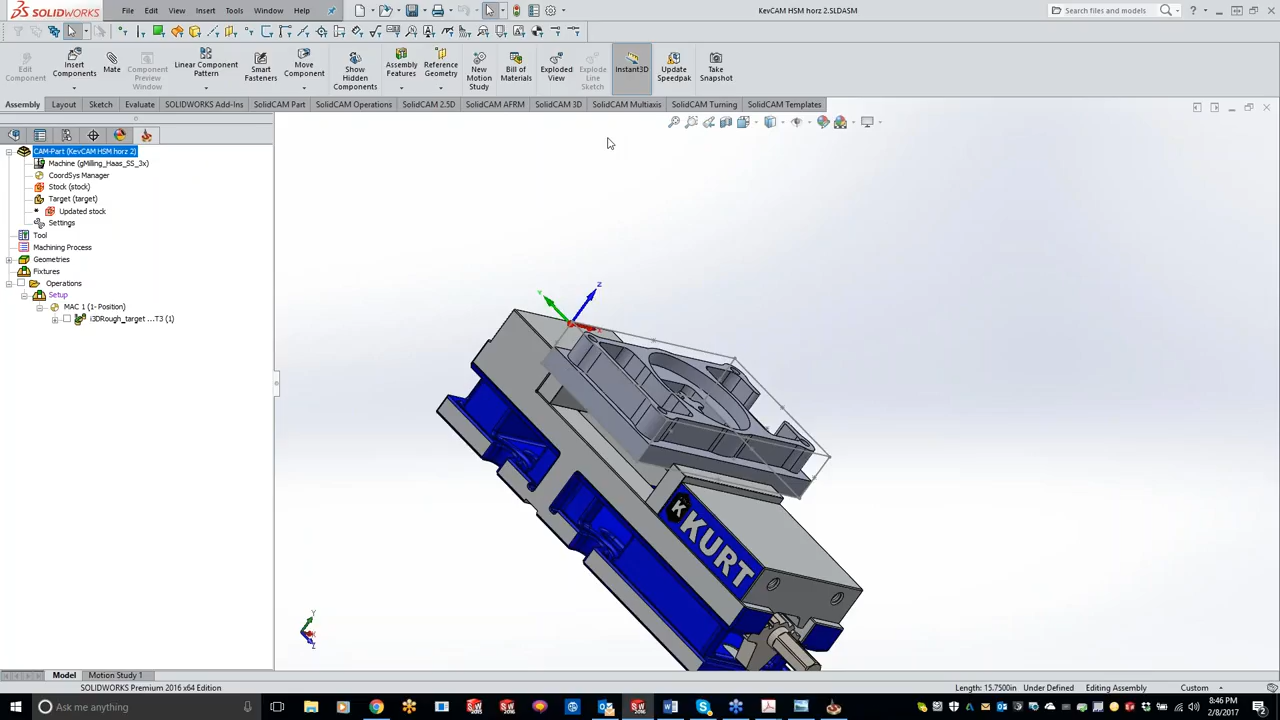 SOLIDWORKS File Edit View Insert Tools Window Help KevCAM HSM horz 2.SLDASM Search files and models
Edit Component
Insert Components
Mate
Component Preview Window
Linear Component Pattern
Smart Fasteners
Move Component
Show Hidden Components
Assembly Features
Reference Geometry
New Motion Study
Bill of Materials
Exploded View
Explode Line Sketch
Instant3D
Update Speedpak
Take Snapshot
Assembly Layout Sketch Evaluate SOLIDWORKS Add-Ins SolidCAM Part SolidCAM Operations SolidCAM 2.5D SolidCAM AFRM SolidCAM 3D SolidCAM Multiaxis SolidCAM Turning SolidCAM Templates
CAM-Part (KevCAM HSM horz 2)
Machine (gMilling_Haas_SS_3x)
CoordSys Manager
Stock (stock)
Target (target)
* Updated stock
Settings
Tool
Machining Process
Geometries
Fixtures
Operations
Setup
MAC 1 (1- Position)
i3DRough_target ...T3 (1)
Y Z
K KURT
Y
X
Z
Model Motion Study 1
SOLIDWORKS Premium 2016 x64 Edition Length: 15.7500in Under Defined Editing Assembly Custom
Ask me anything
8:46 PM
2/8/2017